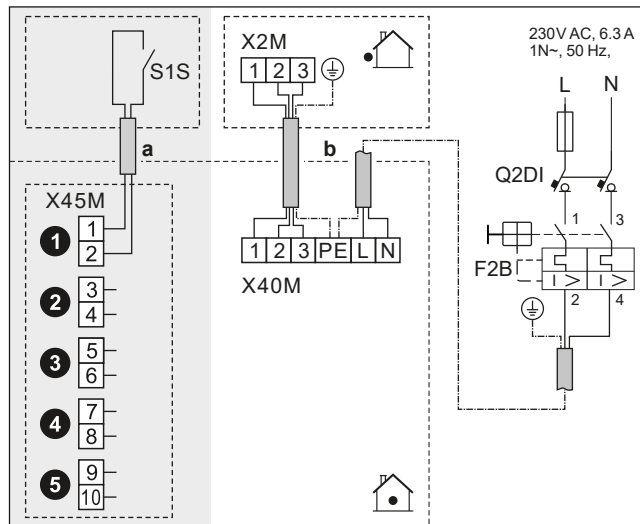 S1S
X2M
1 2 3
230V AC, 6.3 A
1N~, 50 Hz,
L N
a
b
Q2DI
X45M
1
1
2
2
3
4
3
5
6
4
7
8
5
9
10
1 2 3 PE L N
X40M
1 3
F2B
I > I >
2 4